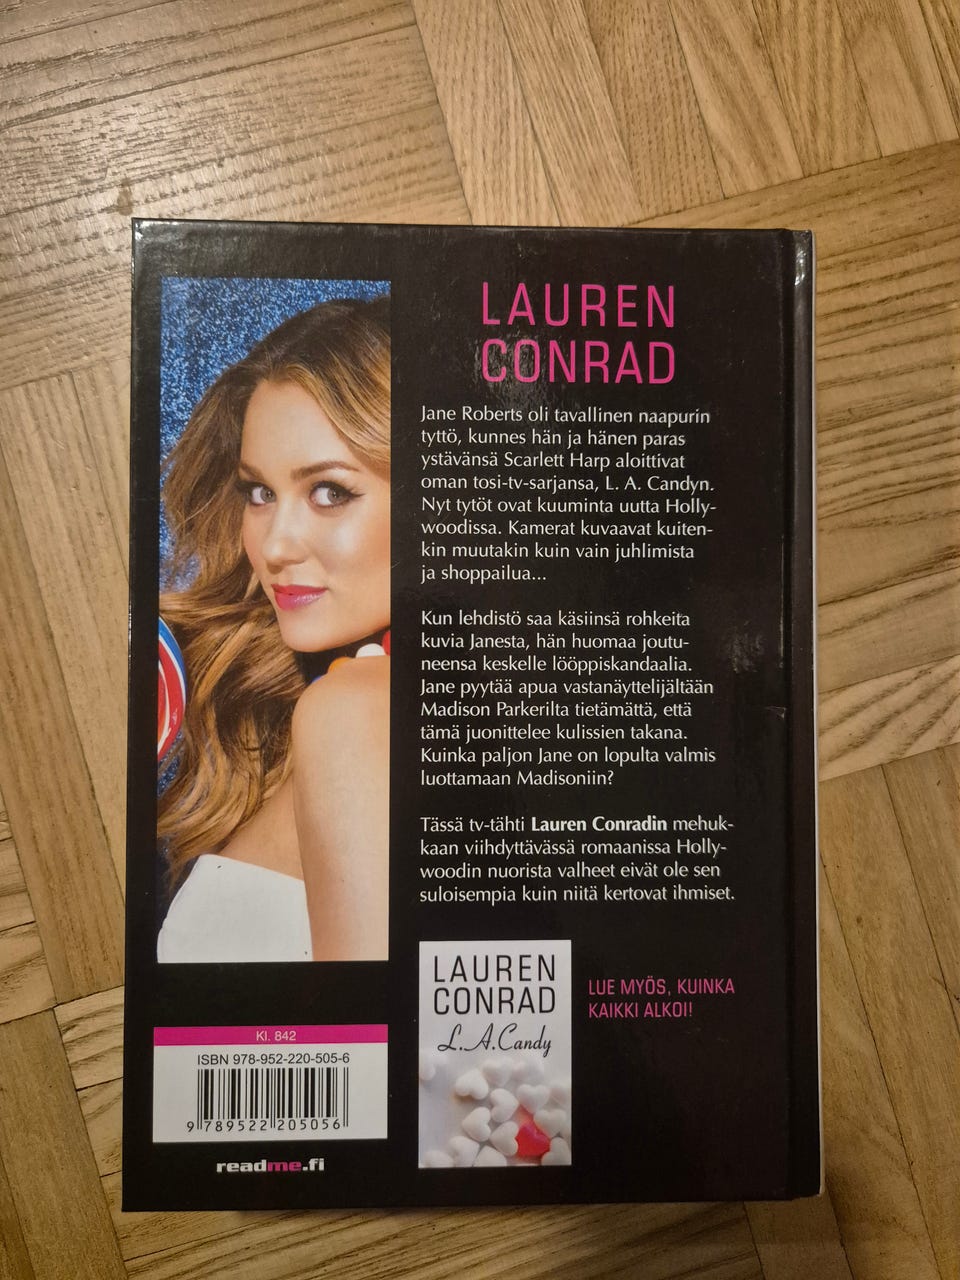 LAUREN
CONRAD
Jane Roberts oli tavallinen naapurin
tyttö, kunnes hän ja hänen paras
ystävänsä Scarlett Harp aloittivat
oman tosi-tv-sarjansa, L. A. Candyn.
Nyt tytöt ovat kuuminta uutta Holly-
woodissa. Kamerat kuvaavat kuiten-
kin muutakin kuin vain juhlimista
ja shoppailua...
Kun lehdistö saa käsiinsä rohkeita
kuvia Janesta, hän huomaa joutu-
neensa keskelle lööppiskandaalia.
Jane pyytää apua vastanäyttelijältään
Madison Parkerilta tietämättä, että
tämä juonittelee kulissien takana.
Kuinka paljon Jane on lopulta valmis
luottamaan Madisoniin?
Tässä tv-tähti Lauren Conradin mehuk-
kaan viihdyttävässä romaanissa Holly-
woodin nuorista valheet eivät ole sen
suloisempia kuin niitä kertovat ihmiset.
LAUREN
CONRAD
L.A.Candy
LUE MYÖS, KUINKA
KAIKKI ALKOI!
Kl. 842
ISBN 978-952-220-505-6
9 789522 205056
readme.fi